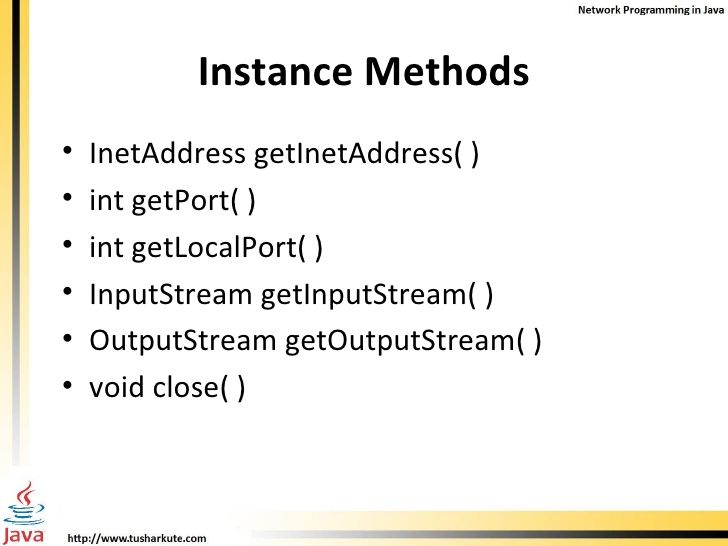 Network Programming in Java
Instance Methods
• InetAddress getInetAddress( )
• int getPort( )
• int getLocalPort( )
• InputStream getInputStream( )
• OutputStream getOutputStream( )
• void close( )
Java
http://www.tusharkute.com